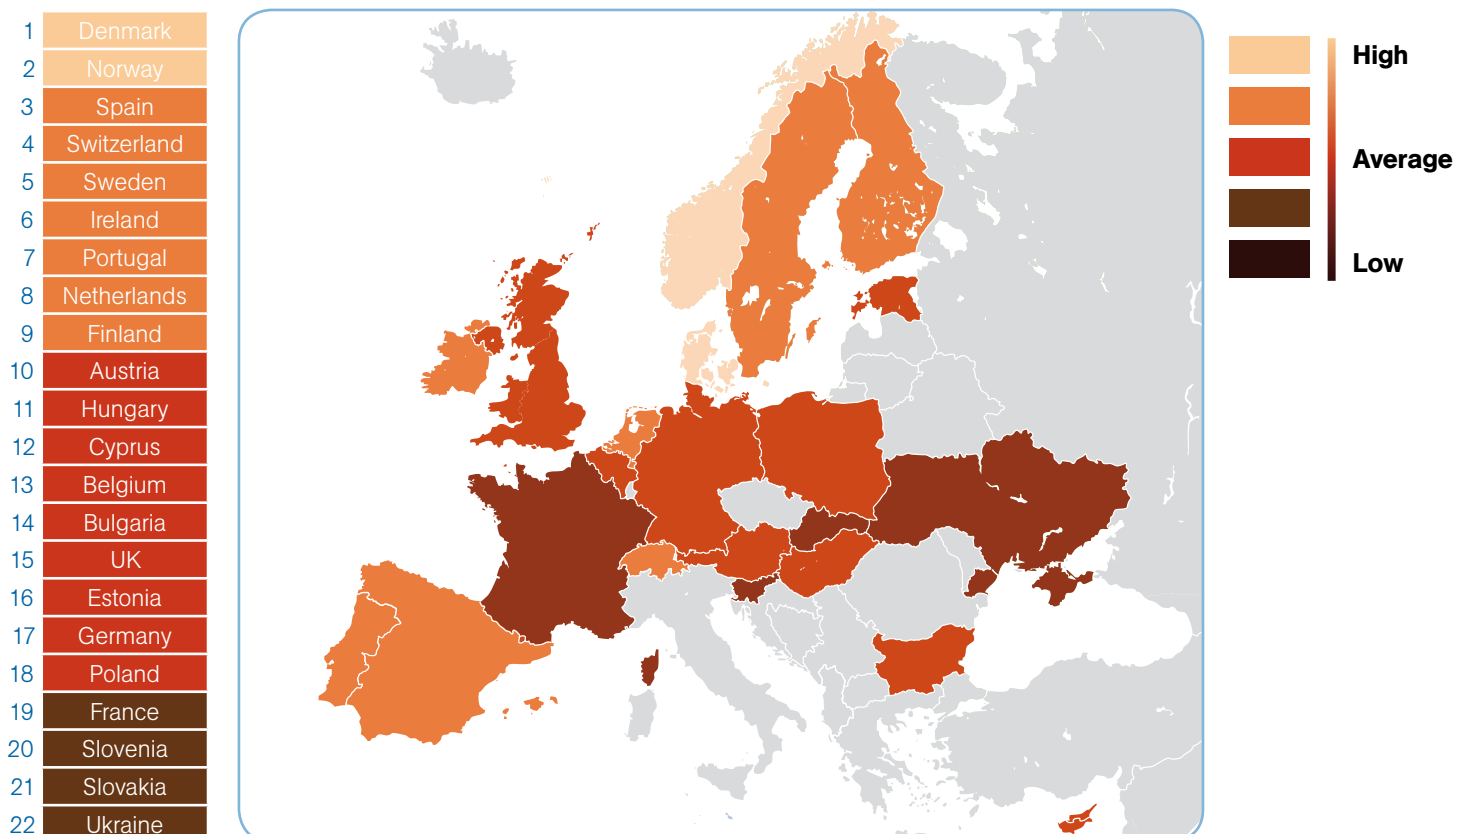 1 Denmark
2 Norway
3 Spain
4 Switzerland
5 Sweden
6 Ireland
7 Portugal
8 Netherlands
9 Finland
10 Austria
11 Hungary
12 Cyprus
13 Belgium
14 Bulgaria
15 UK
16 Estonia
17 Germany
18 Poland
19 France
20 Slovenia
21 Slovakia
22 Ukraine
High
Average
Low